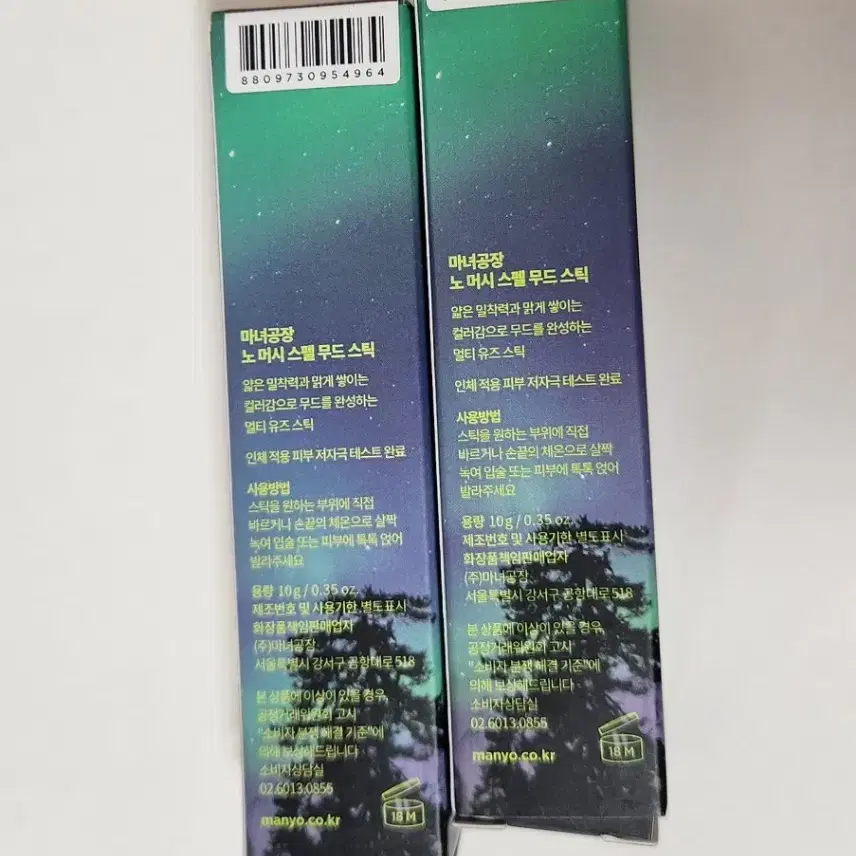 8809730954964
마녀공장
노 머시 스펠 무드 스틱
얇은 밀착력과 맑게 쌓이는
컬러감으로 무드를 완성하는
멀티 유즈 스틱
인체 적용 피부 저자극 테스트 완료
사용방법
스틱을 원하는 부위에 직접
바르거나 손끝의 체온으로 살짝
녹여 입술 또는 피부에 톡톡 얹어
발라주세요
용량 10g / 0.35 oz.
제조번호 및 사용기한 별도표시
화장품책임판매업자
(주)마녀공장
서울특별시 강서구 공항대로 518
본 상품에 이상이 있을 경우,
공정거래위원회 고시
"소비자 분쟁 해결 기준"에
의해 보상해드립니다
소비자상담실
02.6013.0855
manyo.co.kr
18 M
마녀공장
노 머시 스펠 무드 스틱
얇은 밀착력과 맑게 쌓이는
컬러감으로 무드를 완성하는
멀티 유즈 스틱
인체 적용 피부 저자극 테스트 완료
사용방법
스틱을 원하는 부위에 직접
바르거나 손끝의 체온으로 살짝
녹여 입술 또는 피부에 톡톡 얹어
발라주세요
용량 10g / 0.35 oz.
제조번호 및 사용기한 별도표시
화장품책임판매업자
(주)마녀공장
서울특별시 강서구 공항대로 518
본 상품에 이상이 있을 경우,
공정거래위원회 고시
"소비자 분쟁 해결 기준"에
의해 보상해드립니다
소비자상담실
02.6013.0855
manyo.co.kr
18 M